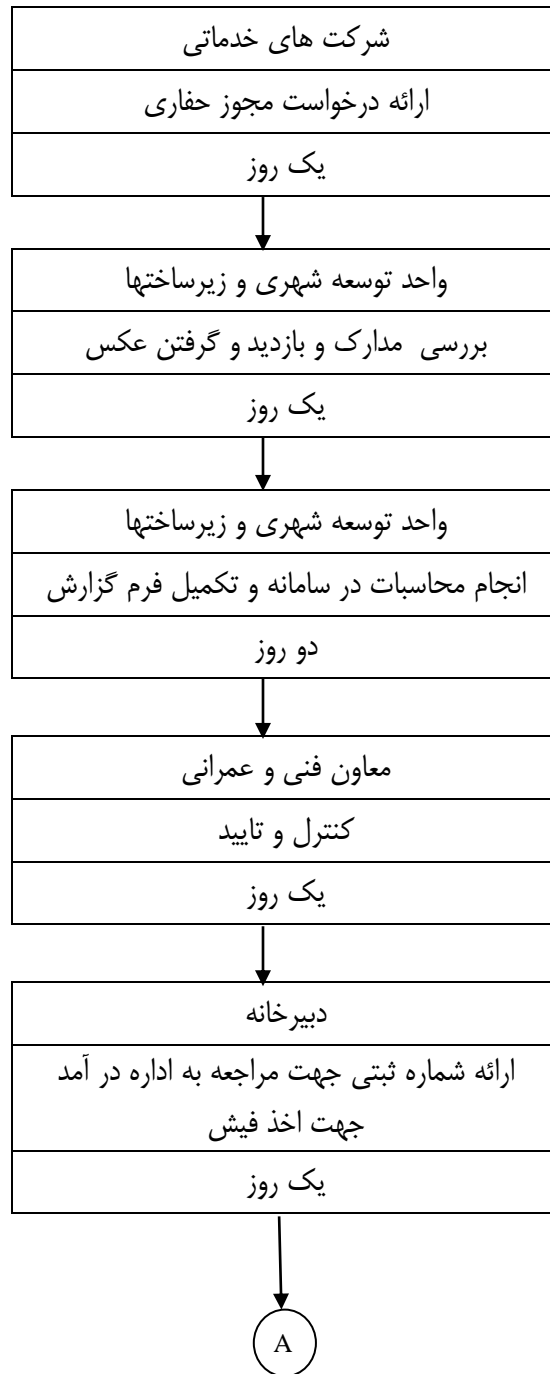 شرکت های خدماتی
ارائه درخواست مجوز حفاری
یک روز
واحد توسعه شهری و زیرساختها
بررسی مدارک و بازدید و گرفتن عکس
یک روز
واحد توسعه شهری و زیرساختها
انجام محاسبات در سامانه و تکمیل فرم گزارش
دو روز
معاون فنی و عمرانی
کنترل و تایید
یک روز
دبیرخانه
ارائه شماره ثبتی جهت مراجعه به اداره در آمد
جهت اخذ فیش
یک روز
A